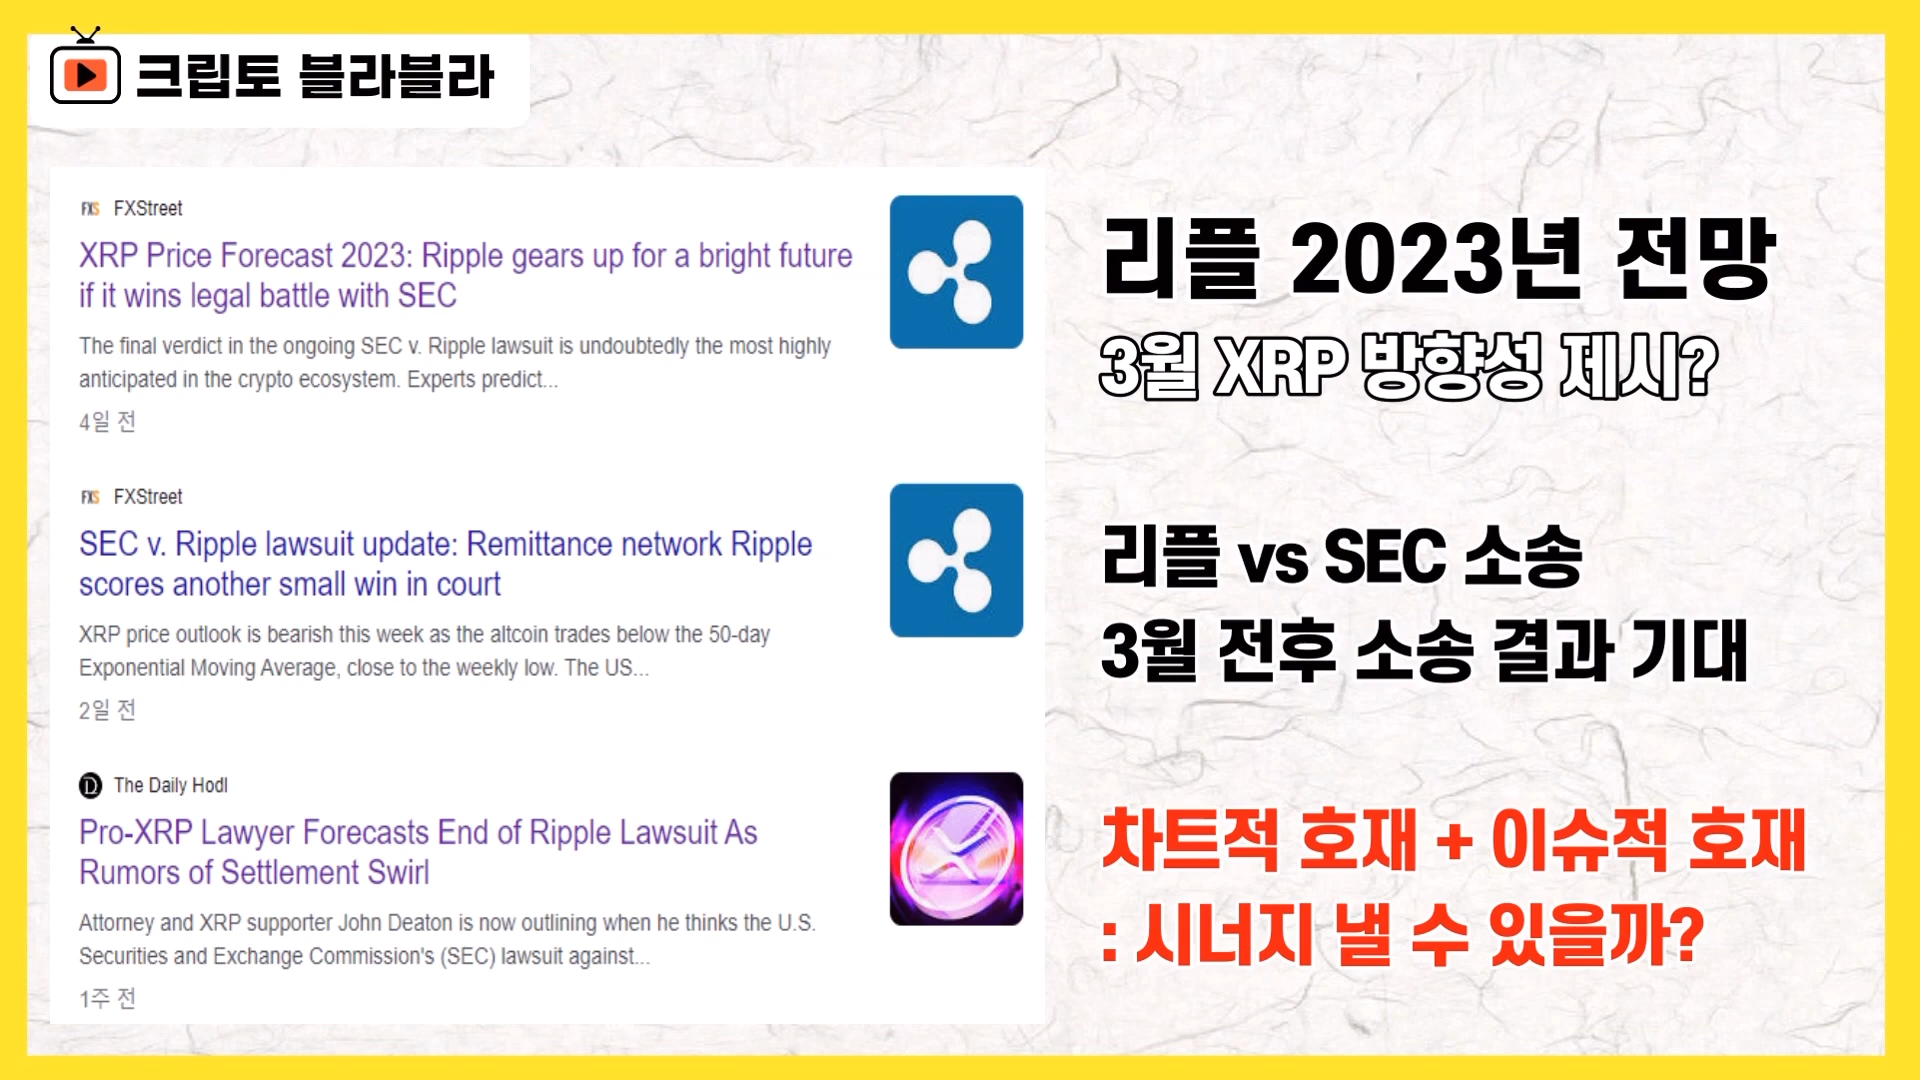 크립토 블라블라
FXS FXStreet
XRP Price Forecast 2023: Ripple gears up for a bright future
if it wins legal battle with SEC
The final verdict in the ongoing SEC v. Ripple lawsuit is undoubtedly the most highly
anticipated in the crypto ecosystem. Experts predict...
4일 전
FXS FXStreet
SEC v. Ripple lawsuit update: Remittance network Ripple
scores another small win in court
XRP price outlook is bearish this week as the altcoin trades below the 50-day
Exponential Moving Average, close to the weekly low. The US...
2일 전
The Daily Hodl
Pro-XRP Lawyer Forecasts End of Ripple Lawsuit As
Rumors of Settlement Swirl
Attorney and XRP supporter John Deaton is now outlining when he thinks the U.S.
Securities and Exchange Commission's (SEC) lawsuit against...
1주 전
리플 2023년 전망
3월 XRP 방향성 제시?
리플 vs SEC 소송
3월 전후 소송 결과 기대
차트적 호재 + 이슈적 호재
: 시너지 낼 수 있을까?